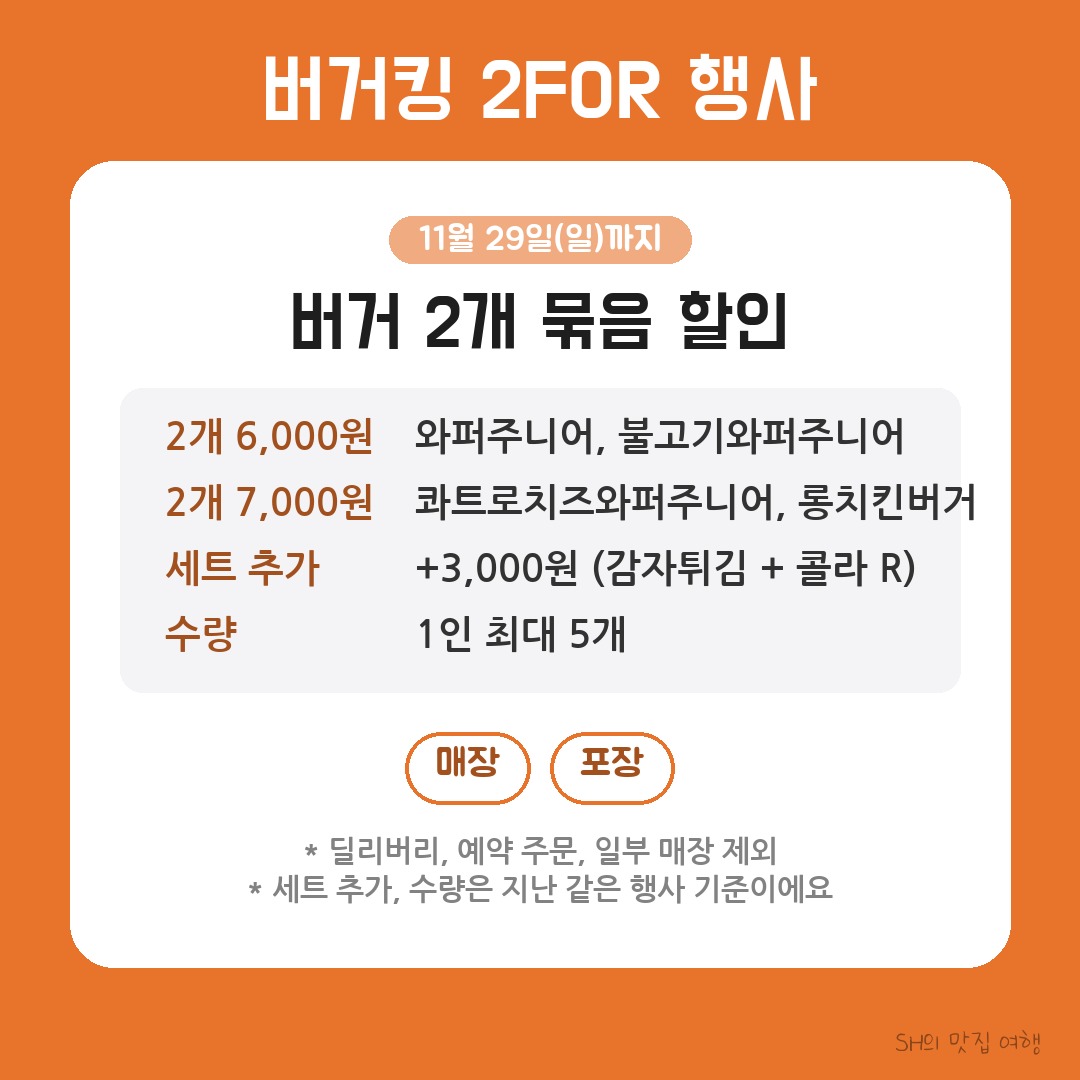 버거킹 2FOR 행사
11월 29일(일)까지
버거 2개 묶음 할인
2개 6,000원 와퍼주니어, 불고기와퍼주니어
2개 7,000원 콰트로치즈와퍼주니어, 롱치킨버거
세트 추가 +3,000원 (감자튀김 + 콜라 R)
수량 1인 최대 5개
매장 포장
* 딜리버리, 예약 주문, 일부 매장 제외
* 세트 추가, 수량은 지난 같은 행사 기준이에요
SH의 맛집 여행